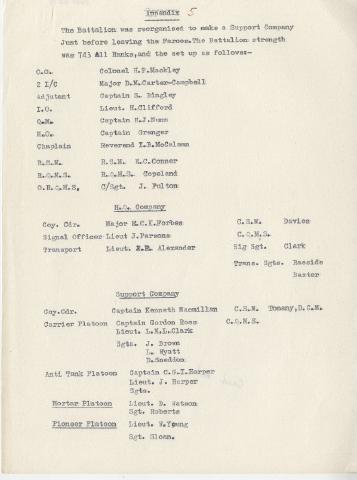 Appendix 5
The Battalion was reorganised to make a Support Company
Just before leaving the Faroes.The Battalion strength
was 743 All Ranks,and the set up as follows:-
C.O. Colonel H.P.Mackley
2 I/C Major D.M.Carter-Campbell
Adjutant Captain S. Bingley
I.O. Lieut. H.Clifford
Q.M. Captain H.J.Nunn
M.O. Captain Granger
Chaplain Reverend I.B.McCalman
R.S.M. R.S.M. E.C.Conner
R.Q.M.S. R.Q.M.S. Copeland
O.R.Q.M.S. C/Sgt. J. Fulton
H.Q. Company
Coy. Cdr. Major R.C.K.Forbes C.S.M. Davies
Signal Officer Lieut J.Parsons C.Q.M.S.
Transport Lieut. Alexander Sig Sgt. Clark
Trans. Sgts. Raeside
Baxter
Support Company
Coy.Cdr. Captain Kenneth Macmillan C.S.M. Tomany,D.C.M.
Carrier Platoon Captain Gordon Ross C.Q.M.S.
Lieut. L.M.L.Clark
Sgts. J. Brown
L. Wyatt
D.Sneddon
Anti Tank Platoon Captain C.S.I.Harper
Lieut. J. Harper
Sgts.
Mortar Platoon Lieut. D. Watson
Sgt. Roberts
Pioneer Platoon Lieut. W.Young
Sgt. Sloan.